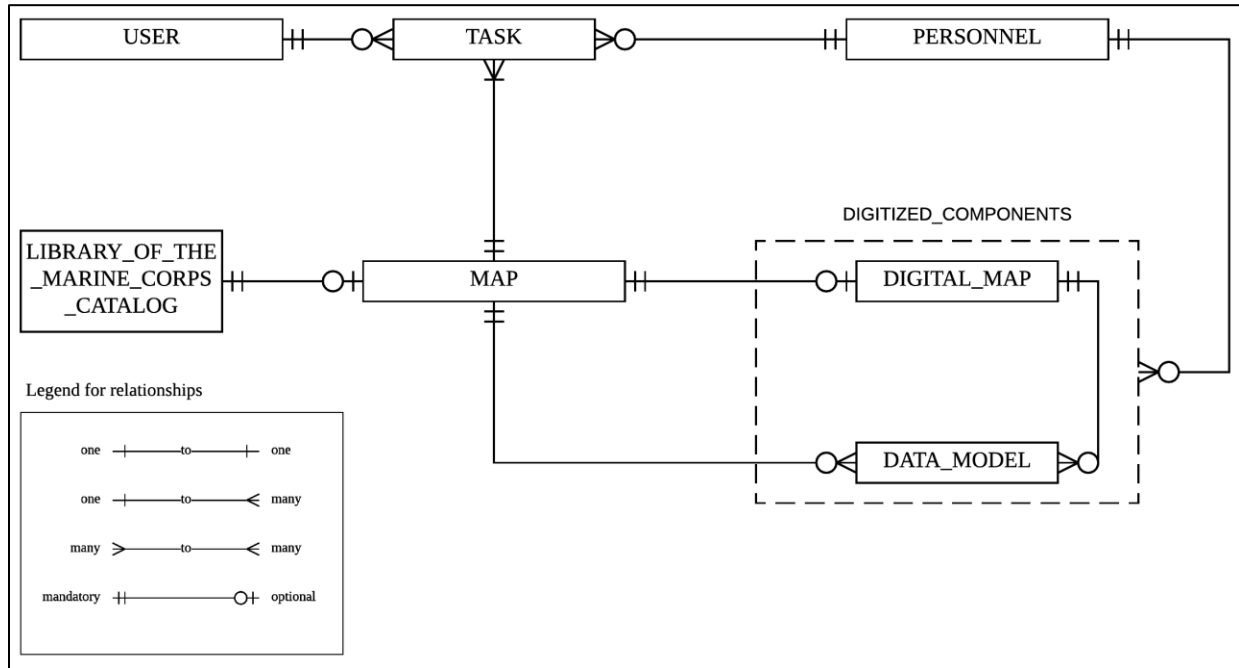 USER
TASK
PERSONNEL
DIGITIZED_COMPONENTS
LIBRARY_OF_THE
_MARINE_CORPS
_CATALOG
MAP
DIGITAL_MAP
DATA_MODEL
Legend for relationships
one to one
one to many
many to many
mandatory optional